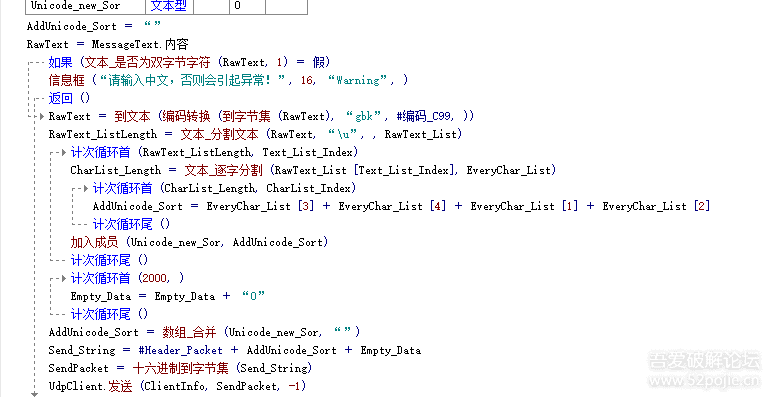 Unicode_new_Sor 文本型 0
AddUnicode_Sort = “”
RawText = MessageText.内容
如果 (文本_是否为双字节字符 (RawText, 1) = 假)
信息框 (“请输入中文,否则会引起异常!”, 16, “Warning”, )
返回 ()
RawText = 到文本 (编码转换 (到字节集 (RawText), “gbk”, #编码_C99, ))
RawText_ListLength = 文本_分割文本 (RawText, “\u”, , RawText_List)
计次循环首 (RawText_ListLength, Text_List_Index)
CharList_Length = 文本_逐字分割 (RawText_List [Text_List_Index], EveryChar_List)
计次循环首 (CharList_Length, CharList_Index)
AddUnicode_Sort = EveryChar_List [3] + EveryChar_List [4] + EveryChar_List [1] + EveryChar_List [2]
计次循环尾 ()
加入成员 (Unicode_new_Sor, AddUnicode_Sort)
计次循环尾 ()
计次循环首 (2000, )
Empty_Data = Empty_Data + “0”
计次循环尾 ()
AddUnicode_Sort = 数组_合并 (Unicode_new_Sor, “”)
Send_String = #Header_Packet + AddUnicode_Sort + Empty_Data
SendPacket = 十六进制到字节集 (Send_String)
UdpClient.发送 (ClientInfo, SendPacket, -1)
吾爱破解论坛
www.52pojie.cn